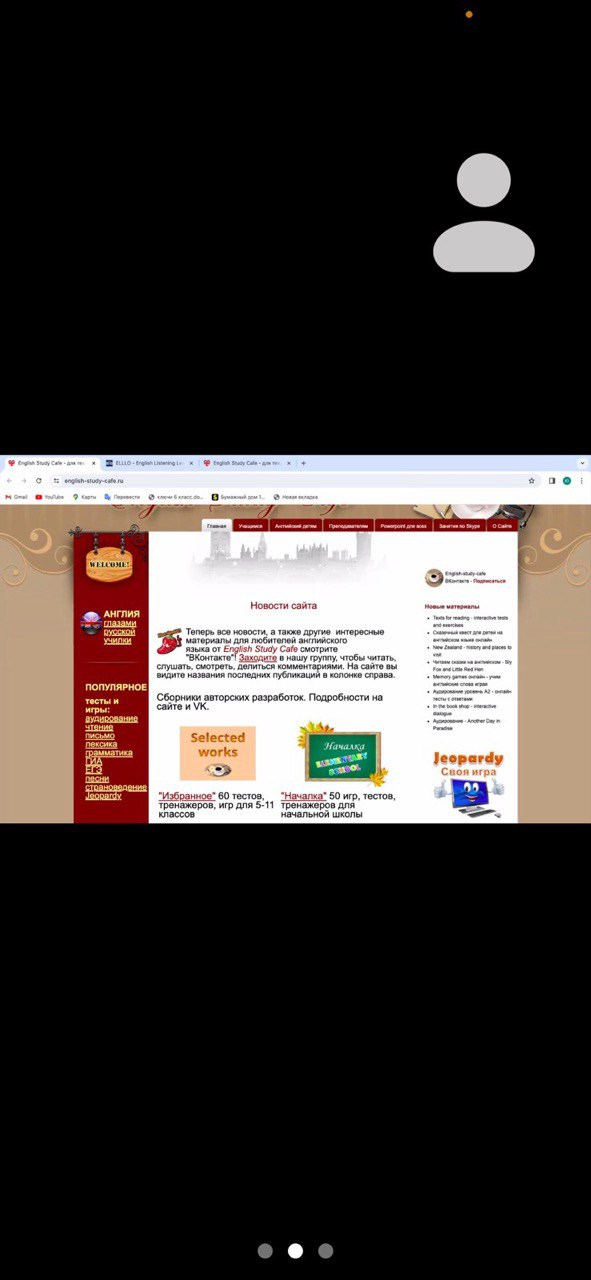 English Study Cafe - для те
ELLLO - English Listening Le
English Study Cafe - для те
english-study-cafe.ru
Gmail
YouTube
Карты
Перевести
ключи 6 класс.do...
Бумажный дом 1...
Новая вкладка
Главная
Учащимся
Английский детям
Преподавателям
Powerpoint для всех
Занятия по Skype
О Сайте
WELCOME!
АНГЛИЯ
глазами
русской
училки
ПОПУЛЯРНОЕ
тесты и
игры:
аудирование
чтение
письмо
лексика
грамматика
ГИА
ЕГЭ
песни
страноведение
Jeopardy
Новости сайта
Теперь все новости, а также другие интересные
материалы для любителей английского
языка от English Study Cafe смотрите
"ВКонтакте"! Заходите в нашу группу, чтобы читать,
слушать, смотреть, делиться комментариями. На сайте вы
видите названия последних публикаций в колонке справа.
Сборники авторских разработок. Подробности на
сайте и VK.
Selected
works
Началка
ELEMENTARY
SCHOOL
"Избранное" 60 тестов,
тренажеров, игр для 5-11
классов
"Началка" 50 игр, тестов,
тренажеров для
начальной школы
English-study-cafe
ВКонтакте - Подписаться
Новые материалы
Texts for reading - interactive tests
and exercises
Сказочный квест для детей на
английском языке онлайн
New Zealand - history and places to
visit
Читаем сказки на английском - Sly
Fox and Little Red Hen
Memory games онлайн - учим
английские слова играя
Аудирование уровень А2 - онлайн
тесты с ответами
In the book shop - interactive
dialogue
Аудирование - Another Day in
Paradise
Jeopardy
Своя игра